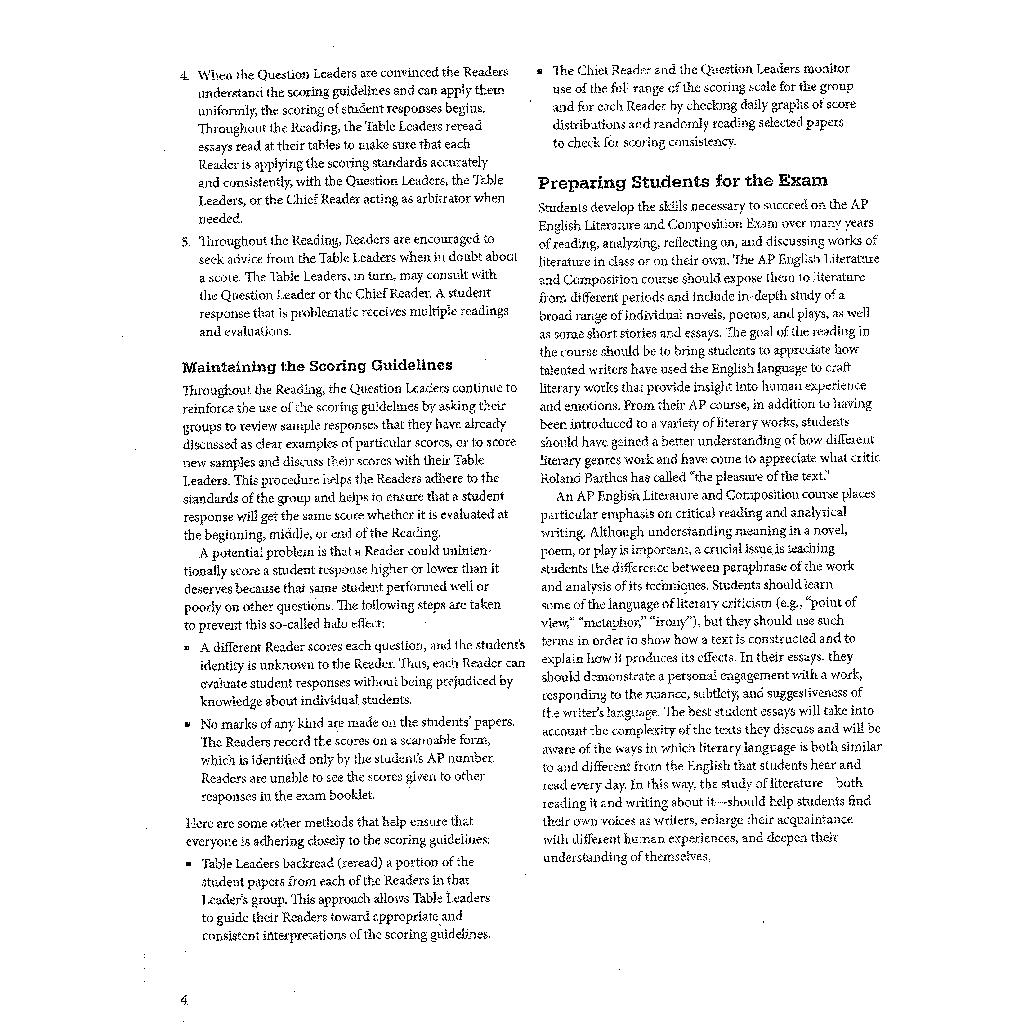 4. When the Question Leaders are convinced the Readers
understand the scoring guidelines and can apply them
uniformly, the scoring of student responses begins.
Throughout the Reading, the Table Leaders reread
essays read at their tables to make sure that each
Reader is applying the scoring standards accurately
and consistently, with the Question Leaders, the Table
Leaders, or the Chief Reader acting as arbitrator when
needed.
5. Throughout the Reading, Readers are encouraged to
seek advice from the Table Leaders when in doubt about
a score. The Table Leaders, in turn, may consult with
the Question Leader or the Chief Reader. A student
response that is problematic receives multiple readings
and evaluations.
Maintaining the Scoring Guidelines
Throughout the Reading, the Question Leaders continue to
reinforce the use of the scoring guidelines by asking their
groups to review sample responses that they have already
discussed as clear examples of particular scores, or to score
new samples and discuss their scores with their Table
Leaders. This procedure helps the Readers adhere to the
standards of the group and helps to ensure that a student
response will get the same score whether it is evaluated at
the beginning, middle, or end of the Reading.
A potential problem is that a Reader could uninten-
tionally score a student response higher or lower than it
deserves because that same student performed well or
poorly on other questions. The following steps are taken
to prevent this so-called halo effect:
▪ A different Reader scores each question, and the student's
identity is unknown to the Reader. Thus, each Reader can
evaluate student responses without being prejudiced by
knowledge about individual students.
▪ No marks of any kind are made on the students' papers.
The Readers record the scores on a scannable form,
which is identified only by the student's AP number.
Readers are unable to see the scores given to other
responses in the exam booklet.
Here are some other methods that help ensure that
everyone is adhering closely to the scoring guidelines:
▪ Table Leaders backread (reread) a portion of the
student papers from each of the Readers in that
Leader's group. This approach allows Table Leaders
to guide their Readers toward appropriate and
consistent interpretations of the scoring guidelines.
▪ The Chief Reader and the Question Leaders monitor
use of the full range of the scoring scale for the group
and for each Reader by checking daily graphs of score
distributions and randomly reading selected papers
to check for scoring consistency.
Preparing Students for the Exam
Students develop the skills necessary to succeed on the AP
English Literature and Composition Exam over many years
of reading, analyzing, reflecting on, and discussing works of
literature in class or on their own. The AP English Literature
and Composition course should expose them to literature
from different periods and include in-depth study of a
broad range of individual novels, poems, and plays, as well
as some short stories and essays. The goal of the reading in
the course should be to bring students to appreciate how
talented writers have used the English language to craft
literary works that provide insight into human experience
and emotions. From their AP course, in addition to having
been introduced to a variety of literary works, students
should have gained a better understanding of how different
literary genres work and have come to appreciate what critic
Roland Barthes has called "the pleasure of the text."
An AP English Literature and Composition course places
particular emphasis on critical reading and analytical
writing. Although understanding meaning in a novel,
poem, or play is important, a crucial issue is teaching
students the difference between paraphrase of the work
and analysis of its techniques. Students should learn
some of the language of literary criticism (e.g., "point of
view," "metaphor," "irony"), but they should use such
terms in order to show how a text is constructed and to
explain how it produces its effects. In their essays, they
should demonstrate a personal engagement with a work,
responding to the nuance, subtlety, and suggestiveness of
the writer's language. The best student essays will take into
account the complexity of the texts they discuss and will be
aware of the ways in which literary language is both similar
to and different from the English that students hear and
read every day. In this way, the study of literature—both
reading it and writing about it—should help students find
their own voices as writers, enlarge their acquaintance
with different human experiences, and deepen their
understanding of themselves.
4